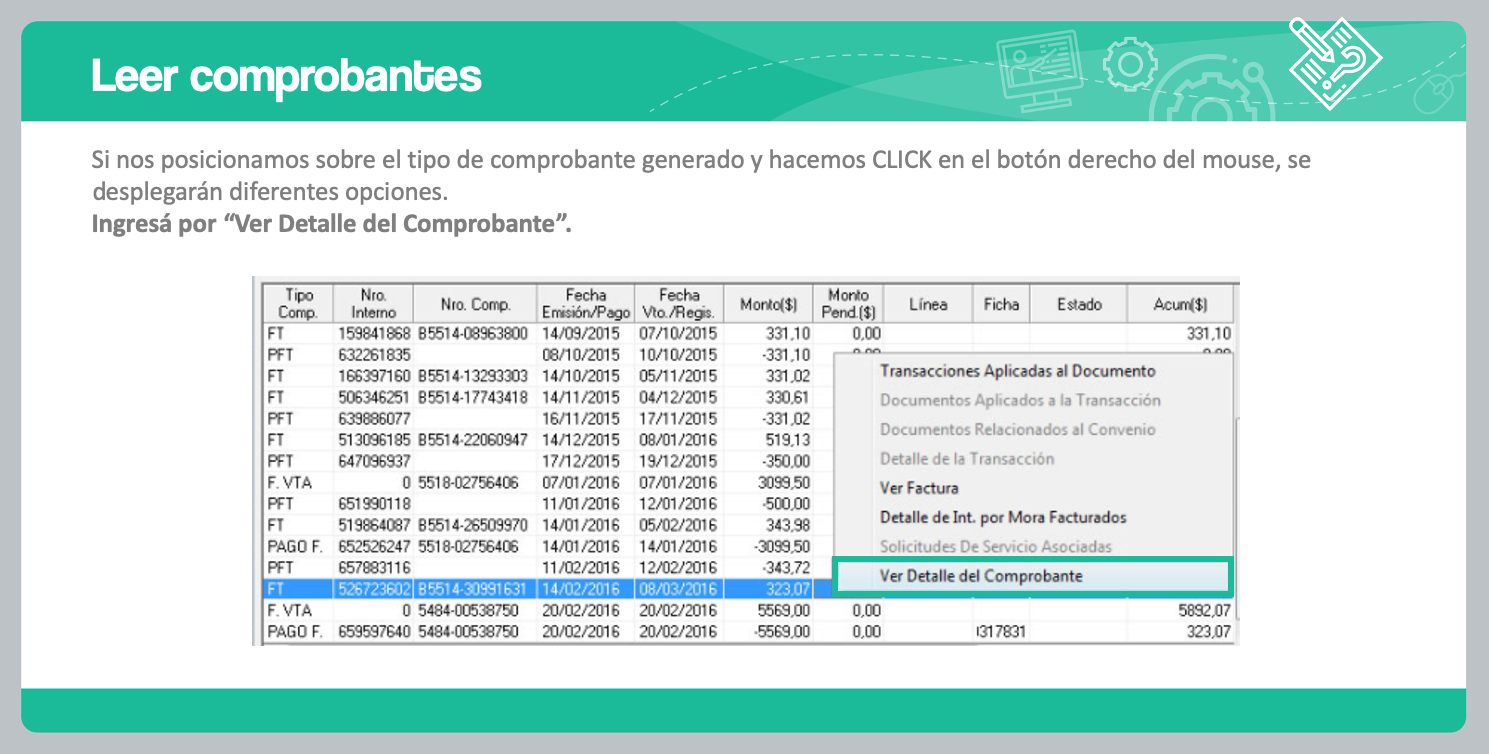 Leer comprobantes
Si nos posicionamos sobre el tipo de comprobante generado y hacemos CLICK en el botón derecho del mouse, se
desplegarán diferentes opciones.
Ingresá por “Ver Detalle del Comprobante”.
Tipo Comp. Nro. Interno Nro. Comp. Fecha Emisión/Pago Fecha Vto./Regis. Monto($) Monto Pend.($) Línea Ficha Estado Acum($)
FT 159841868 B5514-08963800 14/09/2015 07/10/2015 331,10 0,00 331,10
PFT 632261835 08/10/2015 10/10/2015 -331,10
FT 166397160 B5514-13293303 14/10/2015 05/11/2015 331,02
FT 506346251 B5514-17743418 14/11/2015 04/12/2015 330,61
PFT 639886077 16/11/2015 17/11/2015 -331,02
FT 513096185 B5514-22060947 14/12/2015 08/01/2016 519,13
PFT 647096937 17/12/2015 19/12/2015 -350,00
F. VTA 0 5518-02756406 07/01/2016 07/01/2016 3099,50
PFT 651990118 11/01/2016 12/01/2016 -500,00
FT 519864087 B5514-26509970 14/01/2016 05/02/2016 343,98
PAGO F. 652526247 5518-02756406 14/01/2016 14/01/2016 -3099,50
PFT 657883116 11/02/2016 12/02/2016 -343,72
FT 526723602 B5514-30991631 14/02/2016 08/03/2016 323,07
F. VTA 0 5484-00538750 20/02/2016 20/02/2016 5569,00 0,00 5892,07
PAGO F. 659597640 5484-00538750 20/02/2016 20/02/2016 -5569,00 0,00 317831 323,07
Transacciones Aplicadas al Documento
Documentos Aplicados a la Transacción
Documentos Relacionados al Convenio
Detalle de la Transacción
Ver Factura
Detalle de Int. por Mora Facturados
Solicitudes De Servicio Asociadas
Ver Detalle del Comprobante